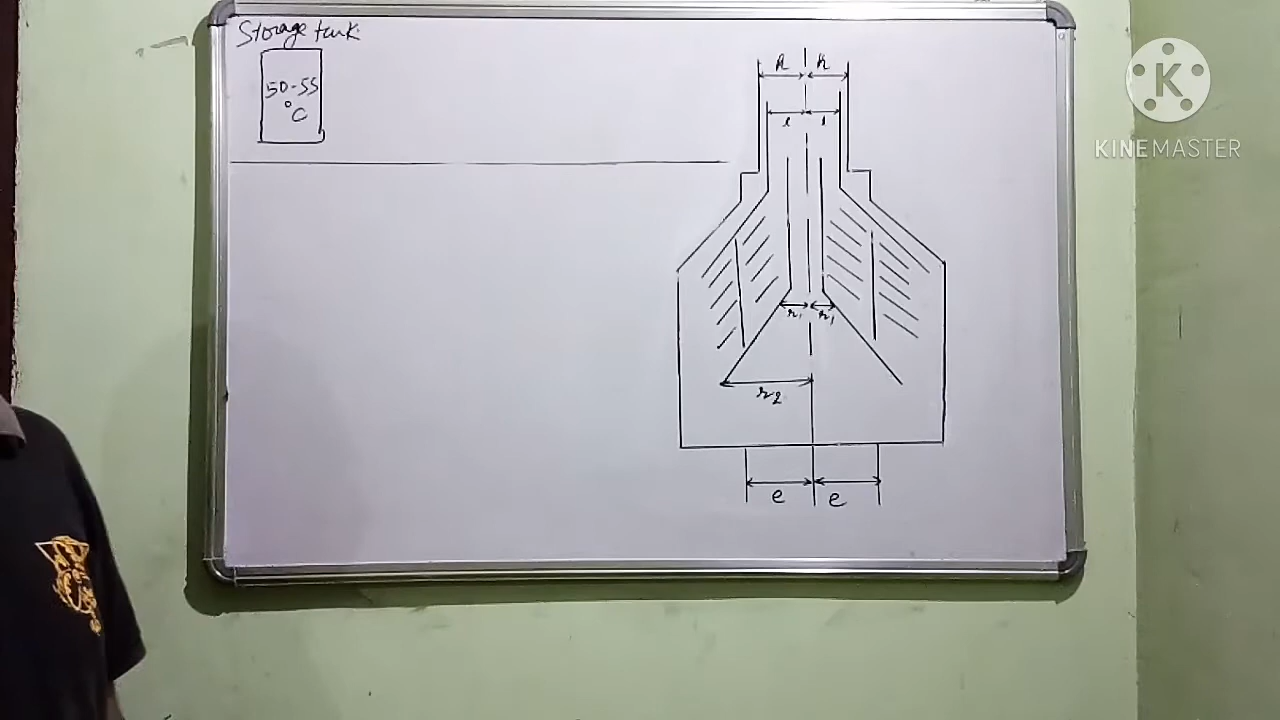 Storage tank
50-55
°C
h h
l l
r₁ r₁
r₂
e e
K
KINEMASTER